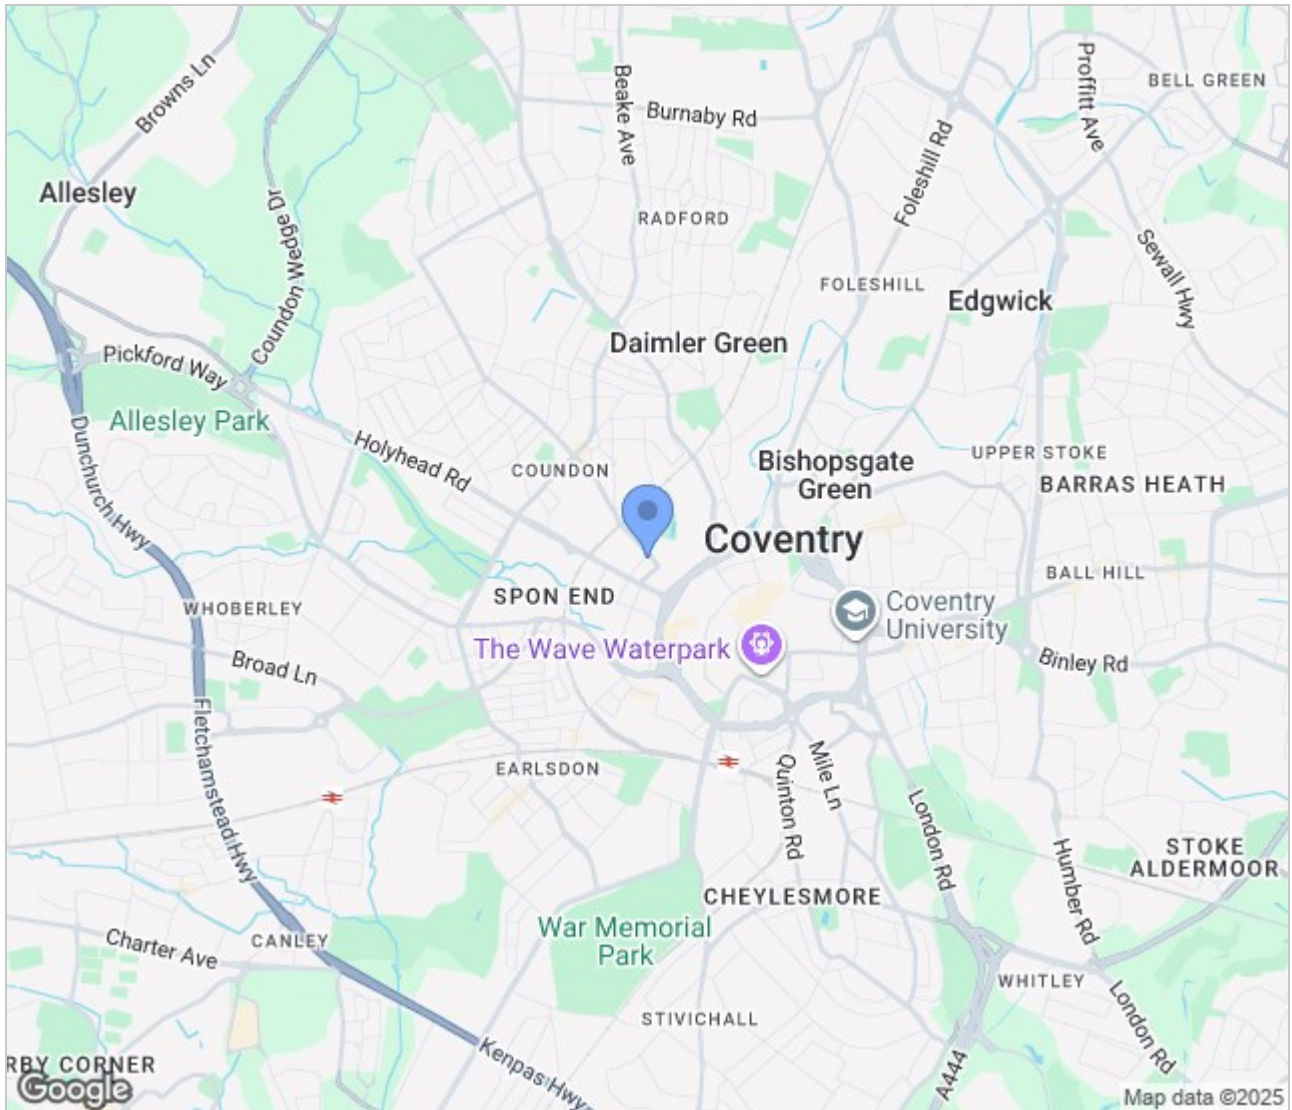 Browns Ln
Beake Ave
Burnaby Rd
Proffitt Ave
BELL GREEN
Foleshill Rd
Allesley
Coundon Wedge Dr
RADFORD
Sewall Hwy
FOLESHILL
Edgwick
Daimler Green
Pickford Way
Allesley Park
Dunchurch Hwy
Holyhead Rd
COUNDON
Bishopsgate
Green
UPPER STOKE
BARRAS HEATH
Coventry
BALL HILL
SPON END
WHOBERLEY
Coventry
University
The Wave Waterpark
Broad Ln
Binley Rd
Fletchamstead Hwy
EARLSDON
Quinton Rd
Mile Ln
London Rd
Humber Rd
STOKE
ALDERMOOR
CHEYLESMORE
War Memorial
Park
Charter Ave
CANLEY
WHITLEY
London Rd
STIVICHALL
Kenpas Hwy
A444
RBY CORNER
Google
Map data ©2025